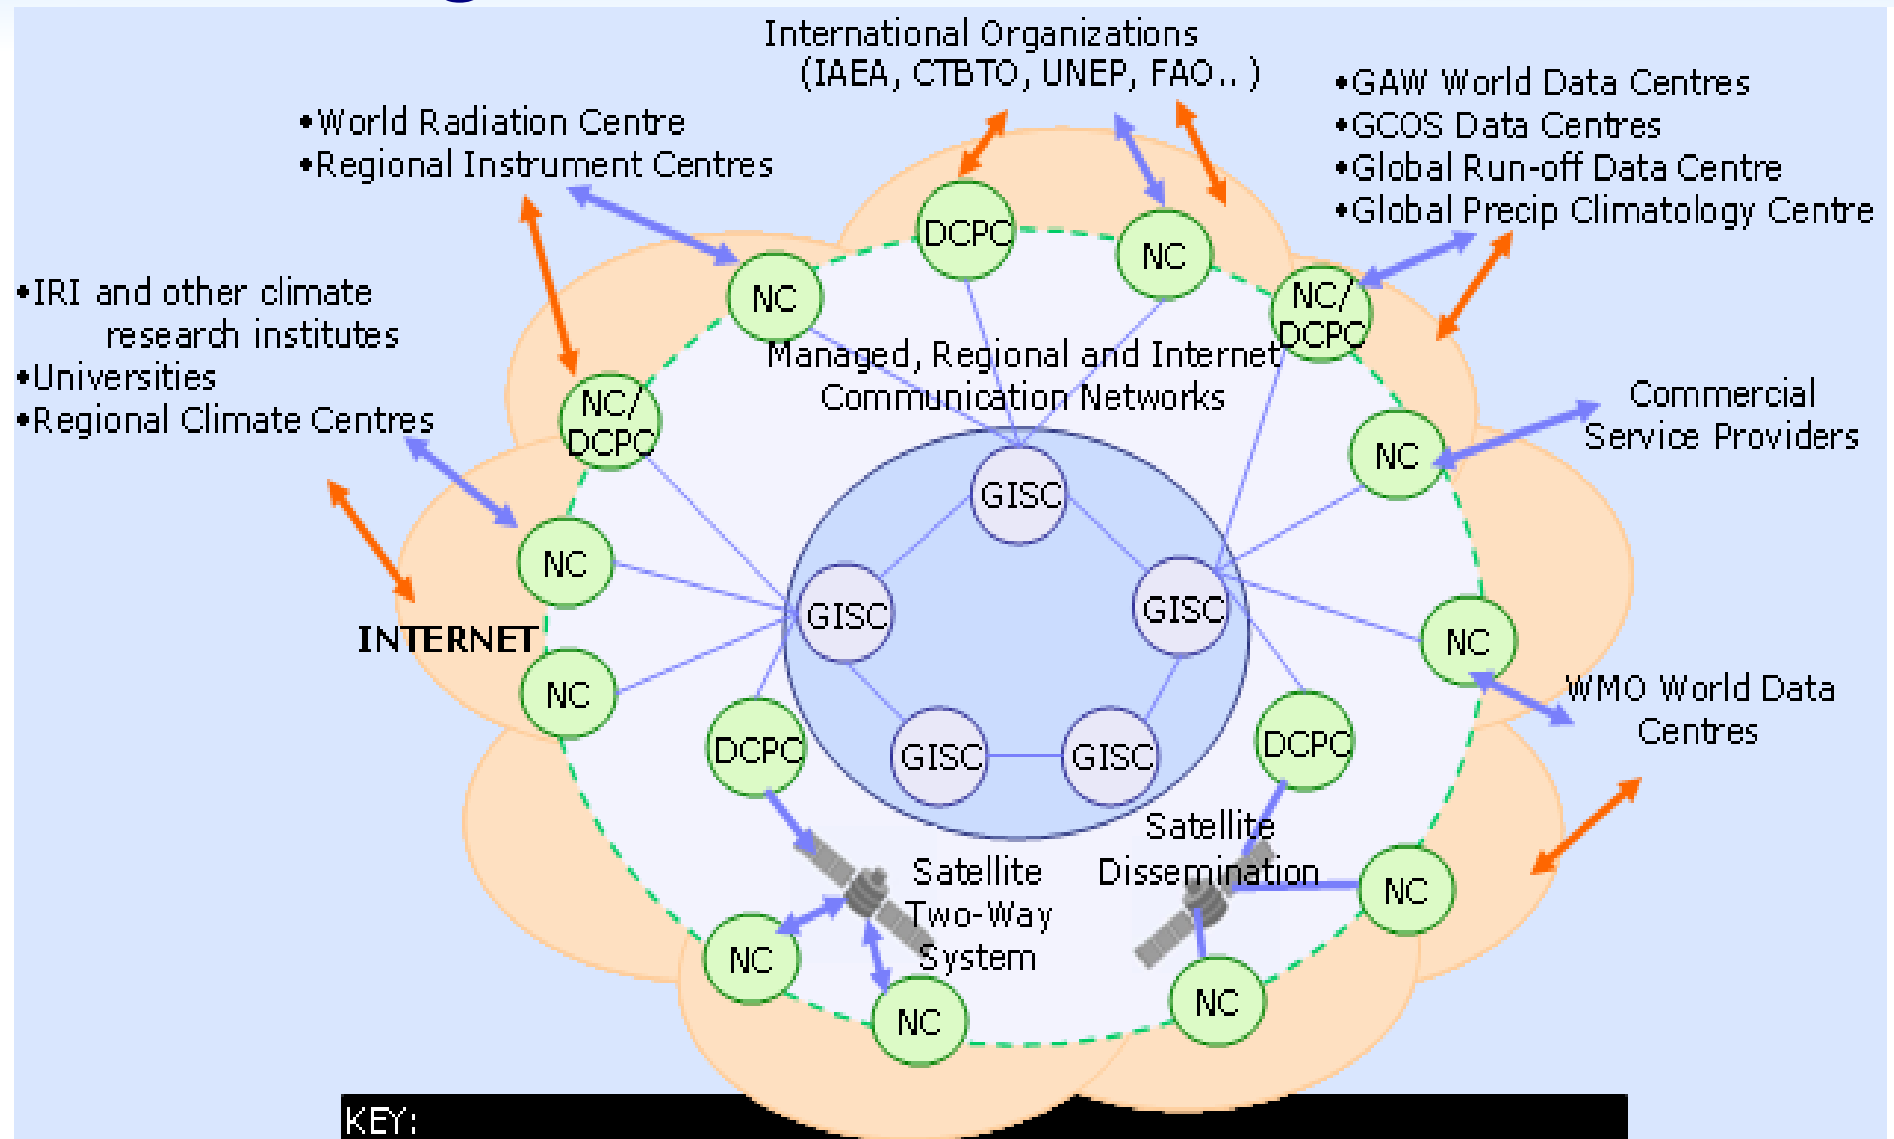 International Organizations
(IAEA, CTBTO, UNEP, FAO.. )
•GAW World Data Centres
•GCOS Data Centres
•Global Run-off Data Centre
•Global Precip Climatology Centre
•World Radiation Centre
•Regional Instrument Centres
•IRI and other climate
research institutes
•Universities
•Regional Climate Centres
DCPC
NC
NC
NC/
DCPC
Managed, Regional and Internet
Communication Networks
NC/
DCPC
Commercial
Service Providers
NC
GISC
NC
GISC
GISC
INTERNET
NC
NC
WMO World Data
Centres
DCPC
GISC
GISC
DCPC
Satellite
Dissemination
Satellite
Two-Way
System
NC
NC
NC
NC
KEY: